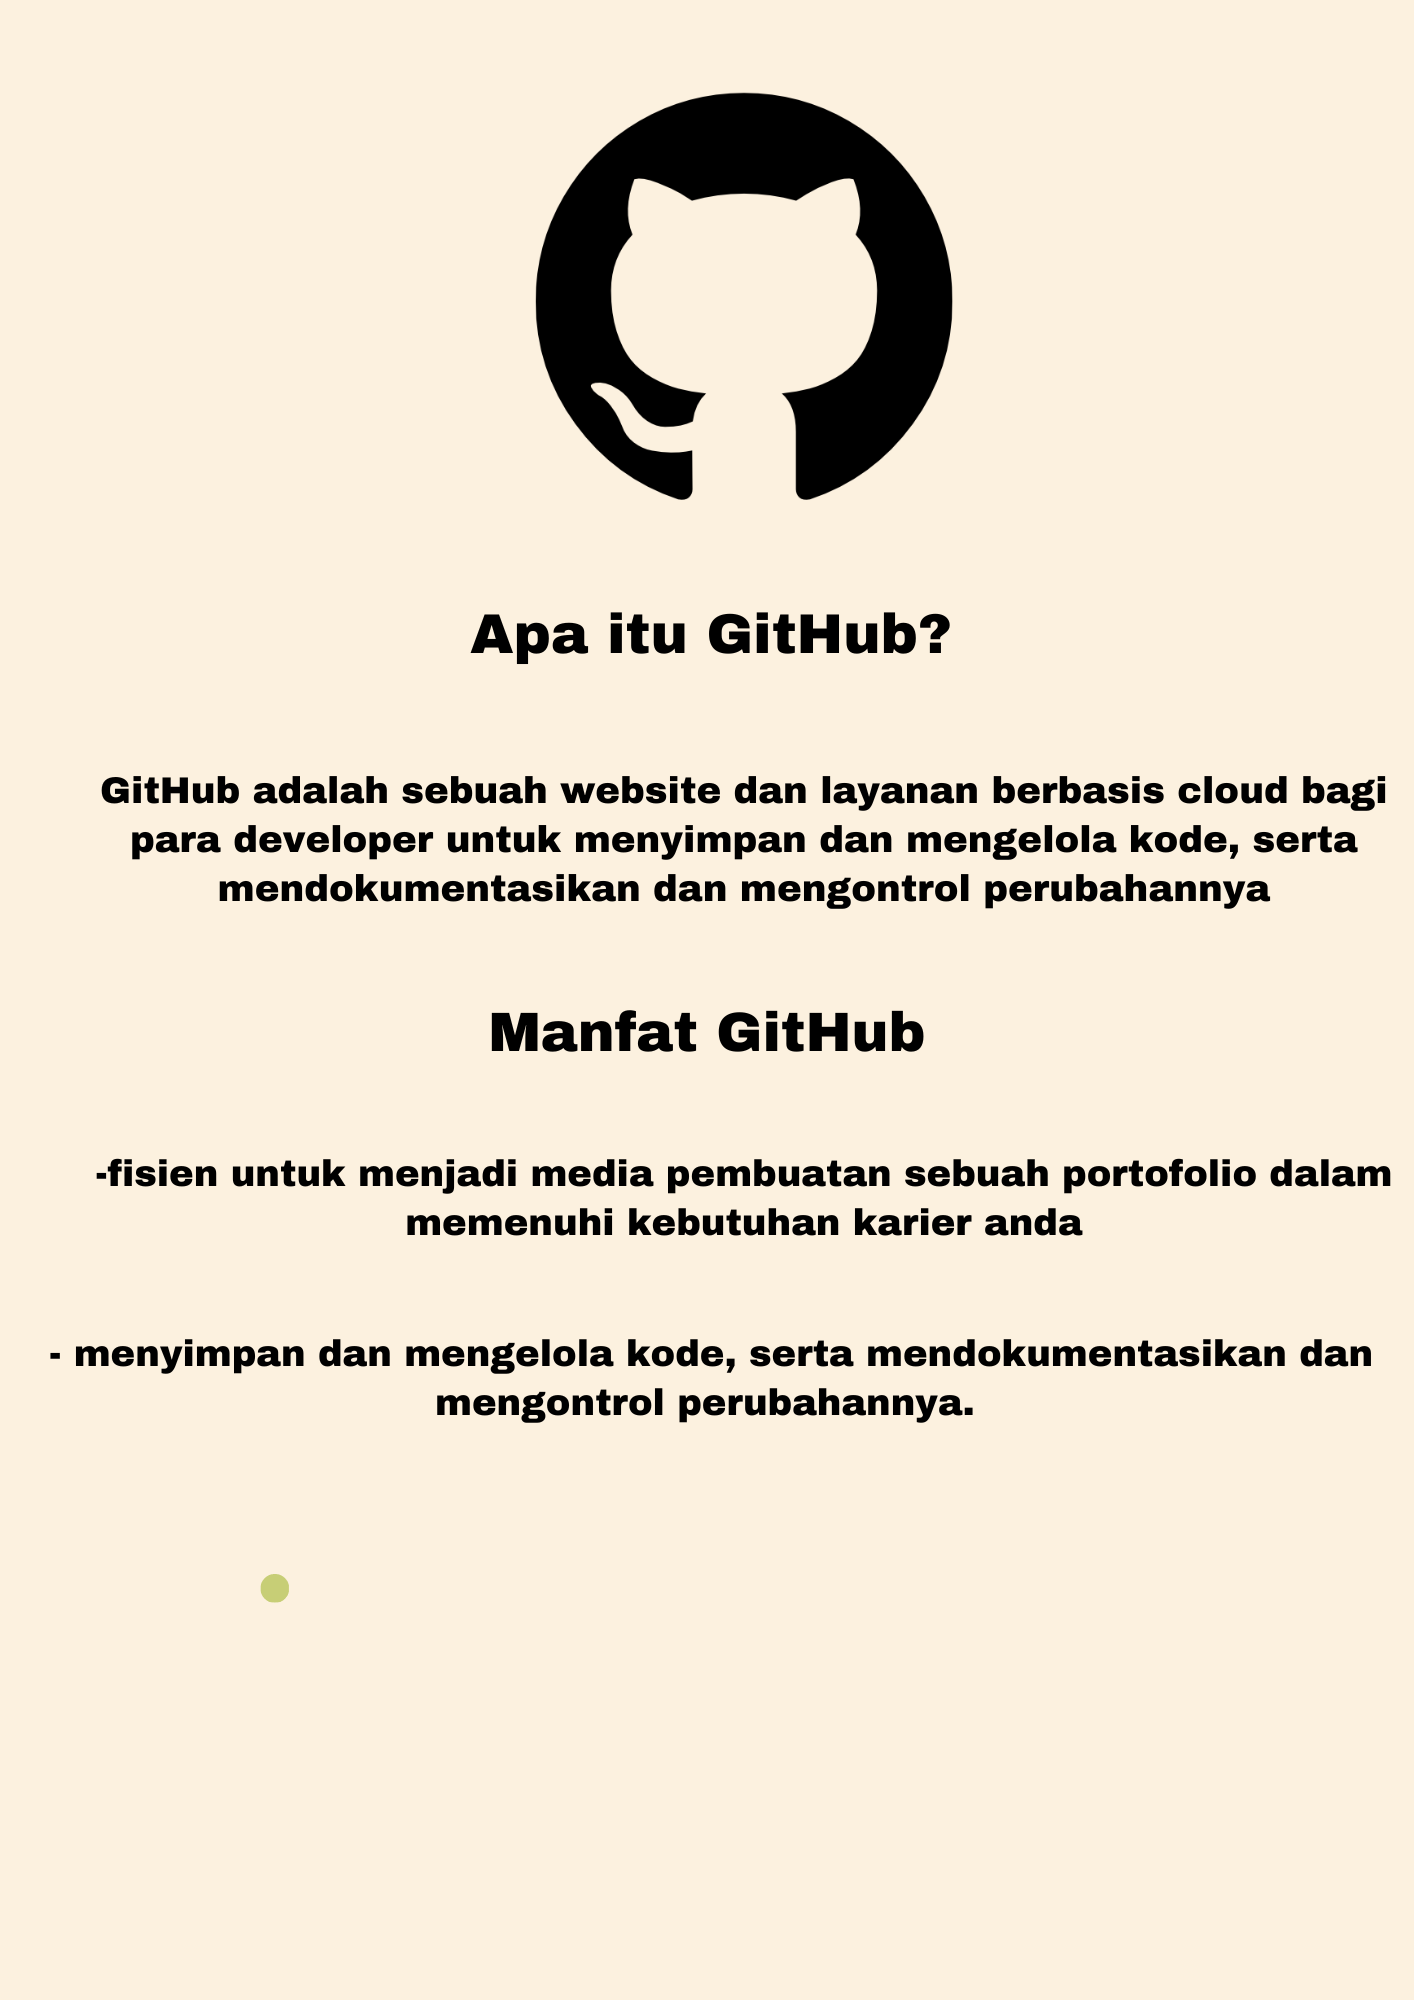 Apa itu GitHub?
GitHub adalah sebuah website dan layanan berbasis cloud bagi
para developer untuk menyimpan dan mengelola kode, serta
mendokumentasikan dan mengontrol perubahannya
Manfat GitHub
-fisien untuk menjadi media pembuatan sebuah portofolio dalam
memenuhi kebutuhan karier anda
- menyimpan dan mengelola kode, serta mendokumentasikan dan
mengontrol perubahannya.